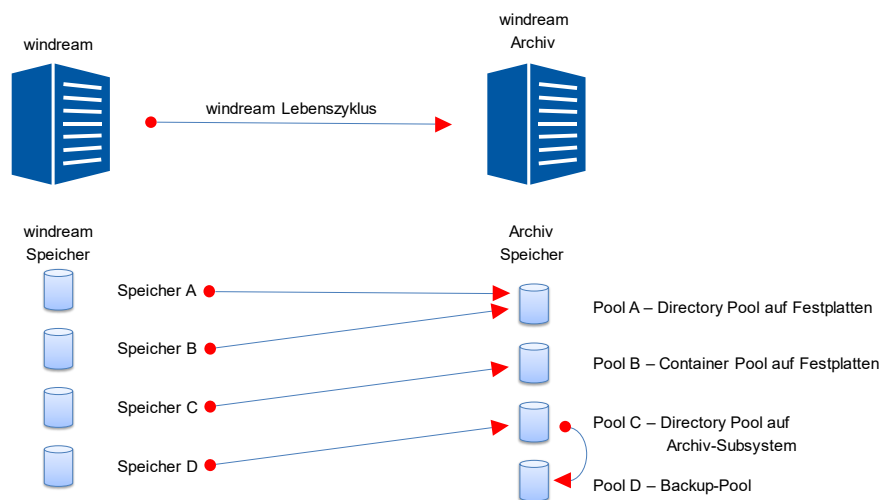 windream
windream
Archiv
windream Lebenszyklus
windream
Speicher
Archiv
Speicher
Speicher A
Pool A – Directory Pool auf Festplatten
Speicher B
Pool B – Container Pool auf Festplatten
Speicher C
Pool C – Directory Pool auf
Archiv-Subsystem
Speicher D
Pool D – Backup-Pool